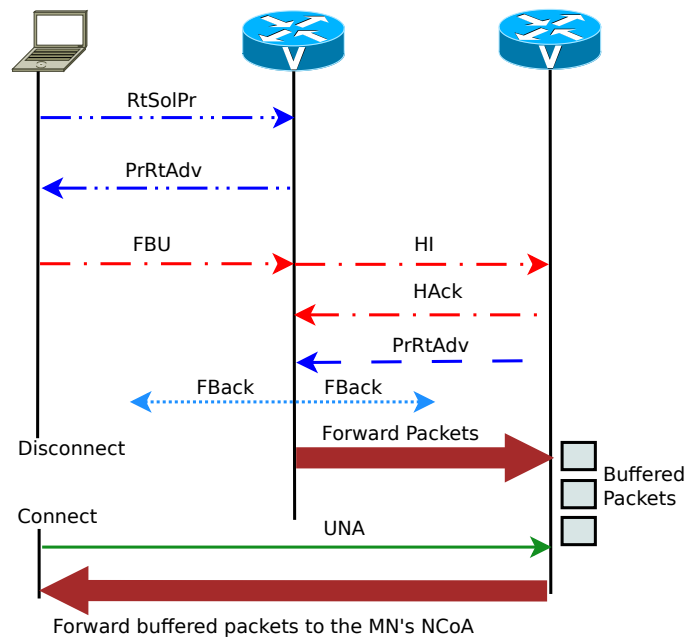 V
V
RtSolPr
PrRtAdv
FBU
HI
HAck
PrRtAdv
FBack
FBack
Forward Packets
Disconnect
Buffered
Packets
Connect
UNA
Forward buffered packets to the MN's NCoA